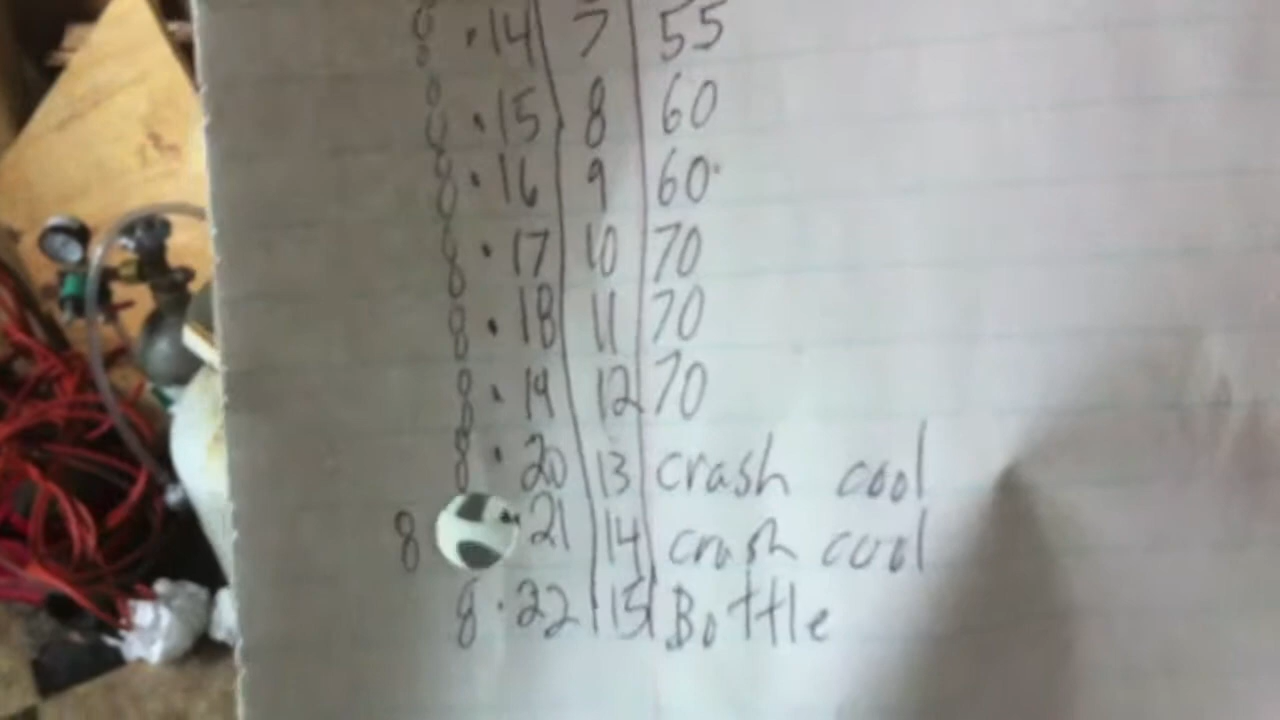 8 · 14 7 55
8 · 15 8 60
8 · 16 9 60
8 · 17 10 70
8 · 18 11 70
8 · 19 12 70
8 · 20 13 crash cool
8 21 14 crash cool
8 · 22 15 Bottle